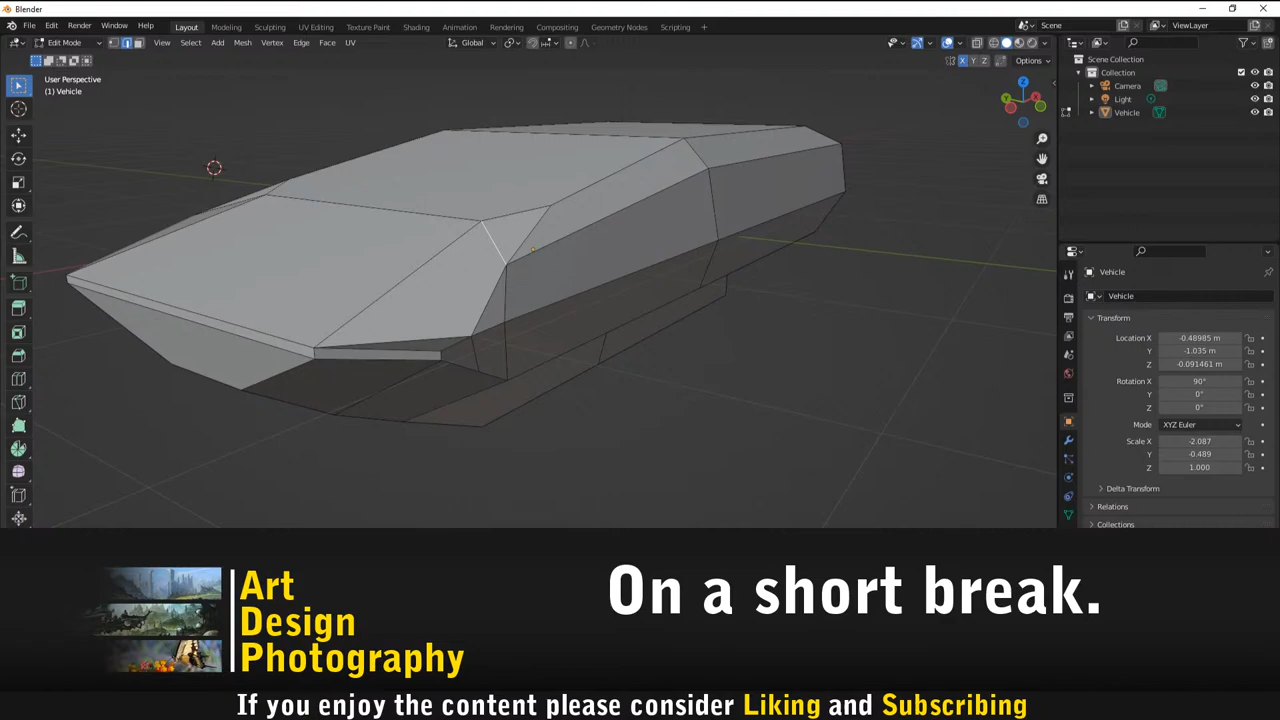 Blender
File Edit Render Window Help Layout Modeling Sculpting UV Editing Texture Paint Shading Animation Rendering Compositing Geometry Nodes Scripting + Scene ViewLayer
Edit Mode View Select Add Mesh Vertex Edge Face UV Global
X Y Z Options
User Perspective
(1) Vehicle
Z
Y X
Scene Collection
Collection
Camera
Light
Vehicle
Vehicle
Vehicle
Transform
Location X -0.48985 m
Y -1.035 m
Z -0.091461 m
Rotation X 90°
Y 0°
Z 0°
Mode XYZ Euler
Scale X -2.087
Y -0.489
Z 1.000
Delta Transform
Relations
Collections
Art
Design
Photography
On a short break.
If you enjoy the content please consider Liking and Subscribing